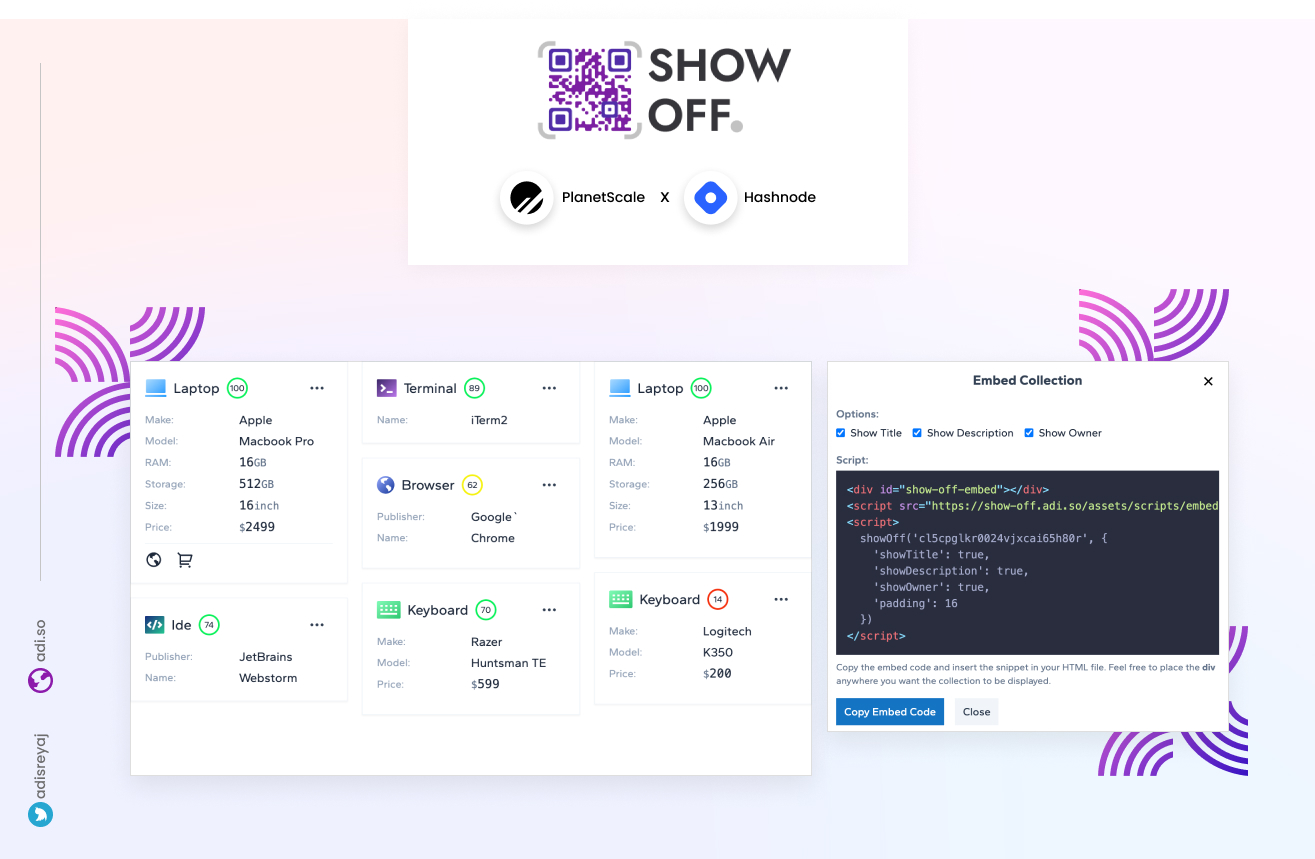 SHOW
OFF.
PlanetScale X Hashnode
Laptop 100
Make: Apple
Model: Macbook Pro
RAM: 16GB
Storage: 512GB
Size: 16inch
Price: $2499
Ide 74
Publisher: JetBrains
Name: Webstorm
Terminal 89
Name: iTerm2
Browser 62
Publisher: Google`
Name: Chrome
Keyboard 70
Make: Razer
Model: Huntsman TE
Price: $599
Laptop 100
Make: Apple
Model: Macbook Air
RAM: 16GB
Storage: 256GB
Size: 13inch
Price: $1999
Keyboard 14
Make: Logitech
Model: K350
Price: $200
Embed Collection
Options:
Show Title Show Description Show Owner
Script:
<div id="show-off-embed"></div>
<script src="https://show-off.adi.so/assets/scripts/embed
<script>
showOff('cl5cpglkr0024vjxcai65h80r', {
'showTitle': true,
'showDescription': true,
'showOwner': true,
'padding': 16
})
</script>
Copy the embed code and insert the snippet in your HTML file. Feel free to place the div
anywhere you want the collection to be displayed.
Copy Embed Code Close
adi.so
adisreyaj